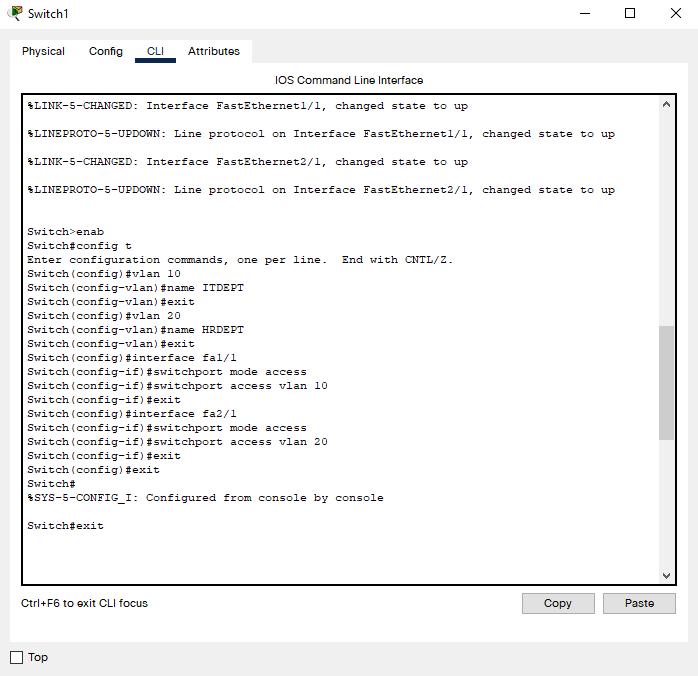 Switch1
Physical Config CLI Attributes
IOS Command Line Interface
%LINK-5-CHANGED: Interface FastEthernet1/1, changed state to up
%LINEPROTO-5-UPDOWN: Line protocol on Interface FastEthernet1/1, changed state to up
%LINK-5-CHANGED: Interface FastEthernet2/1, changed state to up
%LINEPROTO-5-UPDOWN: Line protocol on Interface FastEthernet2/1, changed state to up
Switch>enab
Switch#config t
Enter configuration commands, one per line.  End with CNTL/Z.
Switch(config)#vlan 10
Switch(config-vlan)#name ITDEPT
Switch(config-vlan)#exit
Switch(config)#vlan 20
Switch(config-vlan)#name HRDEPT
Switch(config-vlan)#exit
Switch(config)#interface fa1/1
Switch(config-if)#switchport mode access
Switch(config-if)#switchport access vlan 10
Switch(config-if)#exit
Switch(config)#interface fa2/1
Switch(config-if)#switchport mode access
Switch(config-if)#switchport access vlan 20
Switch(config-if)#exit
Switch(config)#exit
Switch#
%SYS-5-CONFIG_I: Configured from console by console
Switch#exit
Ctrl+F6 to exit CLI focus
Copy Paste
Top